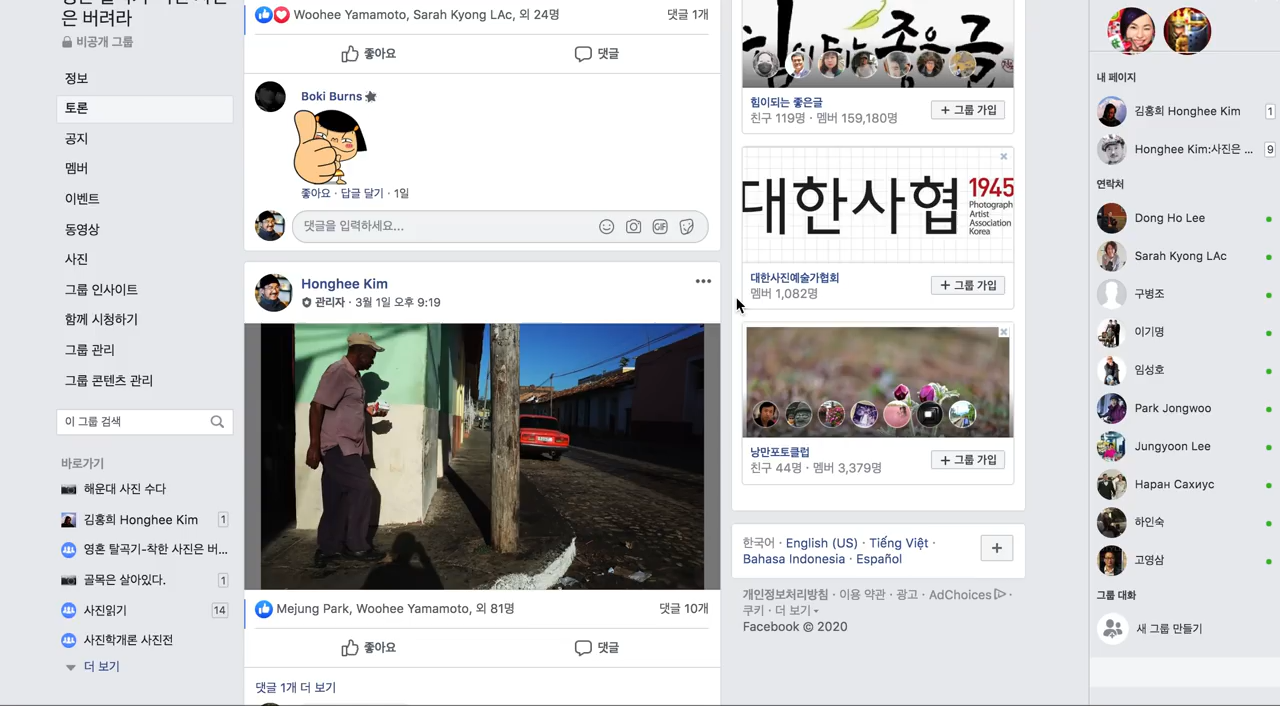 은 버려라
비공개 그룹
정보
토론
공지
멤버
이벤트
동영상
사진
그룹 인사이트
함께 시청하기
그룹 관리
그룹 콘텐츠 관리
이 그룹 검색
바로가기
해운대 사진 수다
김홍희 Honghee Kim 1
영혼 탈곡기-착한 사진은 버...
골목은 살아있다. 1
사진읽기 14
사진학개론 사진전
더 보기
Woohee Yamamoto, Sarah Kyong LAc, 외 24명 댓글 1개
좋아요 댓글
Boki Burns
좋아요 · 답글 달기 · 1일
댓글을 입력하세요...
GIF
Honghee Kim
관리자 · 3월 1일 오후 9:19
Mejung Park, Woohee Yamamoto, 외 81명 댓글 10개
좋아요 댓글
댓글 1개 더 보기
힘이되는 좋은글
힘이되는 좋은글
친구 119명 · 멤버 159,180명
+ 그룹 가입
대한사협 1945
Photograph
Artist
Association
Korea
대한사진예술가협회
멤버 1,082명
+ 그룹 가입
낭만포토클럽
친구 44명 · 멤버 3,379명
+ 그룹 가입
한국어 · English (US) · Tiếng Việt ·
Bahasa Indonesia · Español
개인정보처리방침 · 이용 약관 · 광고 · AdChoices ·
쿠키 · 더 보기
Facebook © 2020
내 페이지
김홍희 Honghee Kim 1
Honghee Kim:사진은 ... 9
연락처
Dong Ho Lee
Sarah Kyong LAc
구병조
이기명
임성호
Park Jongwoo
Jungyoon Lee
Наран Сахиус
하인숙
고영삼
그룹 대화
새 그룹 만들기